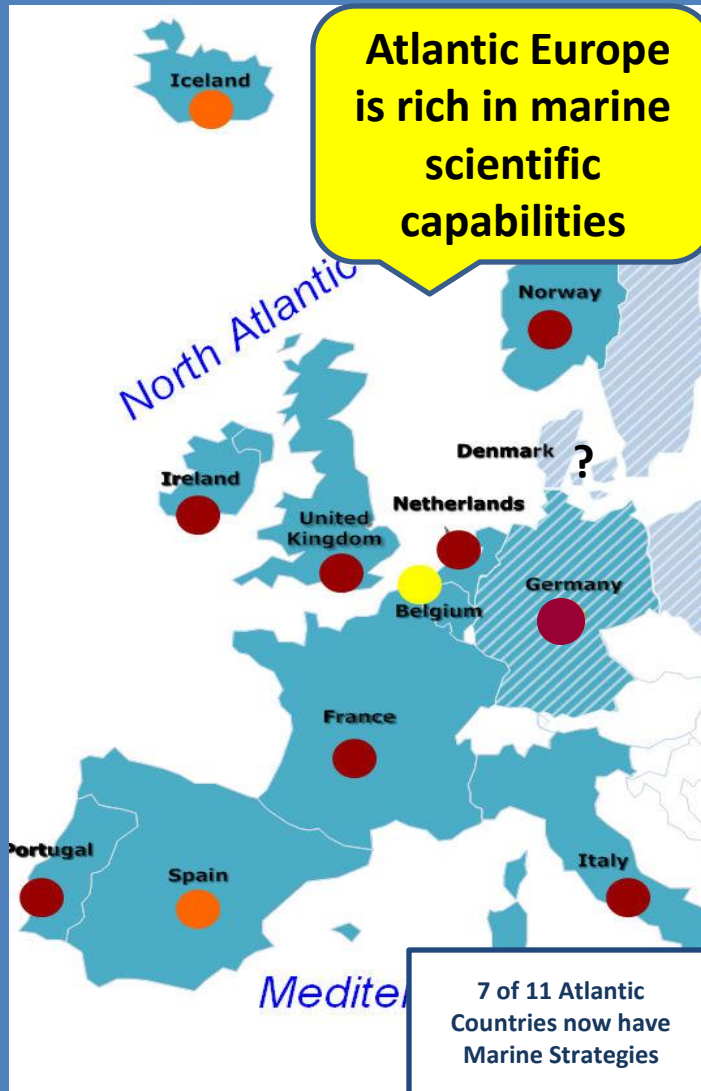 Atlantic Europe
is rich in marine
scientific
capabilities
Iceland
North Atlantic
Norway
Denmark ?
Ireland
Netherlands
United
Kingdom
Germany
Belgium
France
Portugal
Spain
Italy
Mediter
7 of 11 Atlantic
Countries now have
Marine Strategies